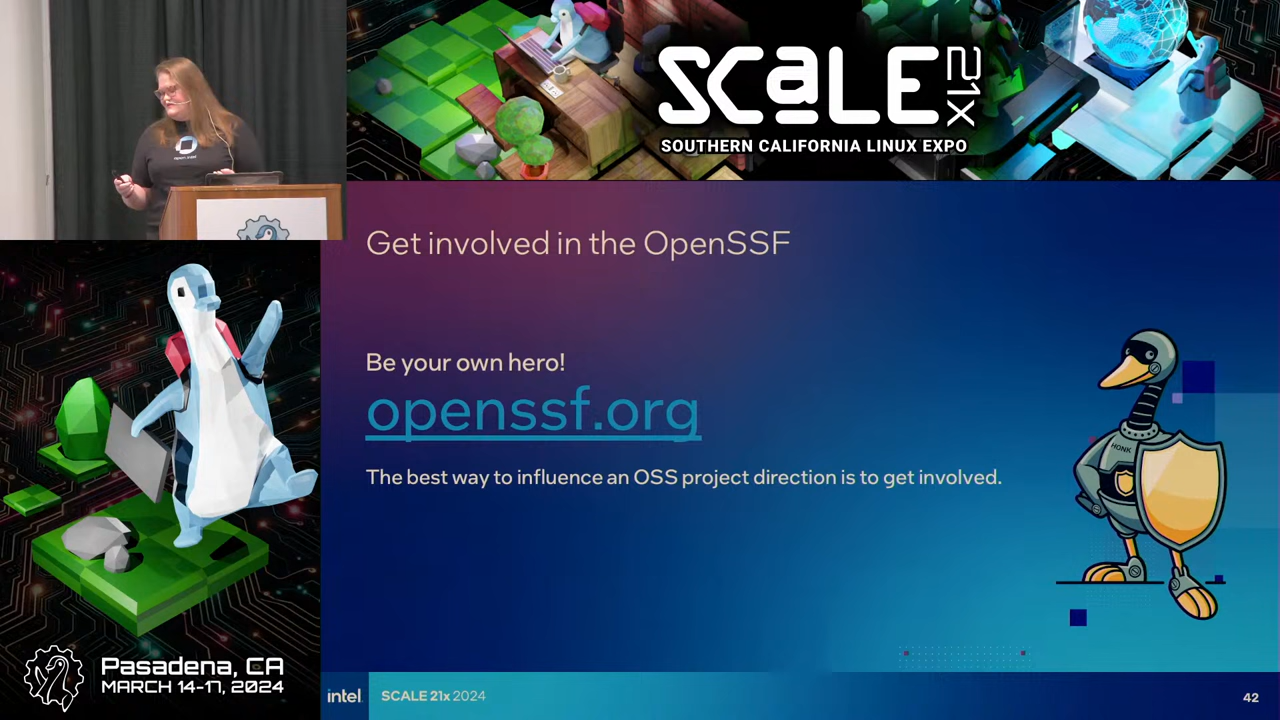 SCALE 21x
SOUTHERN CALIFORNIA LINUX EXPO
open.intel
Get involved in the OpenSSF
Be your own hero!
openssf.org
The best way to influence an OSS project direction is to get involved.
HONK
Pasadena, CA
MARCH 14-17, 2024
intel
SCALE 21x 2024
42